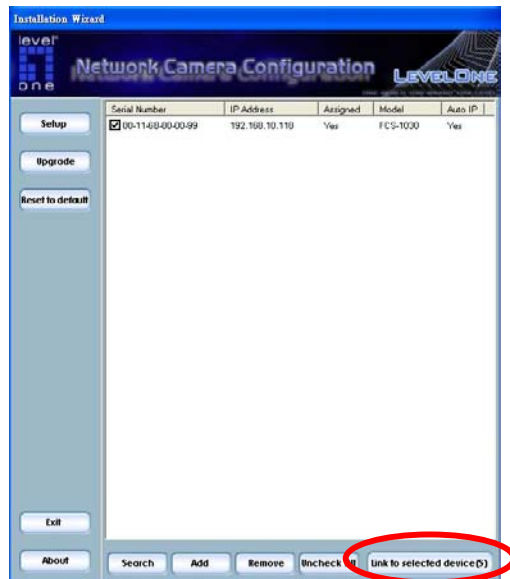 Installation Wizard
level one
Network Camera Configuration
LEVELONE
Serial Number IP Address Assigned Model Auto IP
00-11-68-00-00-99 192.168.10.110 Yes FCS-1030 Yes
Setup
Upgrade
Reset to default
Exit
About
Search Add Remove Uncheck Link to selected device(S)